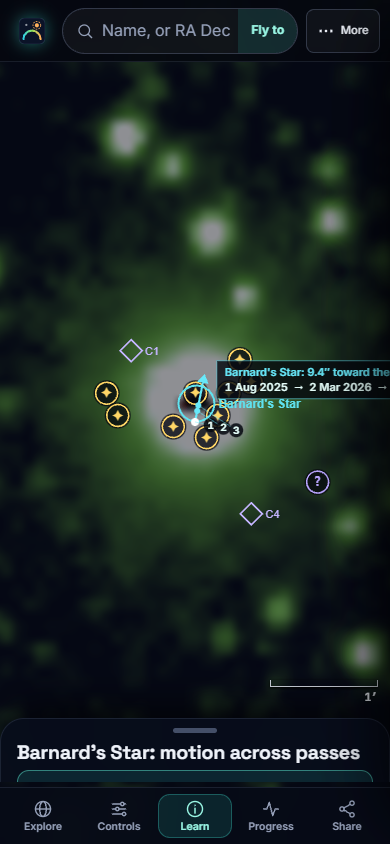 Name, or RA Dec
Fly to
··· More
C1
Barnard's Star: 9.4″ toward the
1 Aug 2025 → 2 Mar 2026 →
Barnard's Star
1 2 3
?
C4
1′
Barnard's Star: motion across passes
Explore
Controls
Learn
Progress
Share